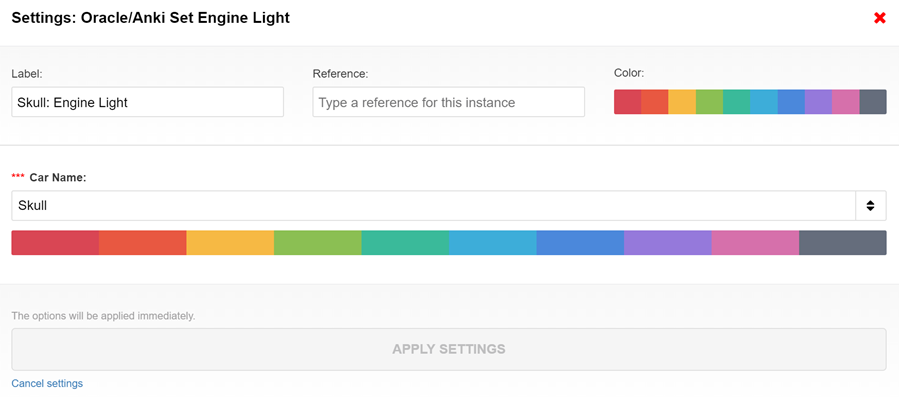 Settings: Oracle/Anki Set Engine Light
Label:
Reference:
Color:
Skull: Engine Light
Type a reference for this instance
*** Car Name:
Skull
The options will be applied immediately.
APPLY SETTINGS
Cancel settings